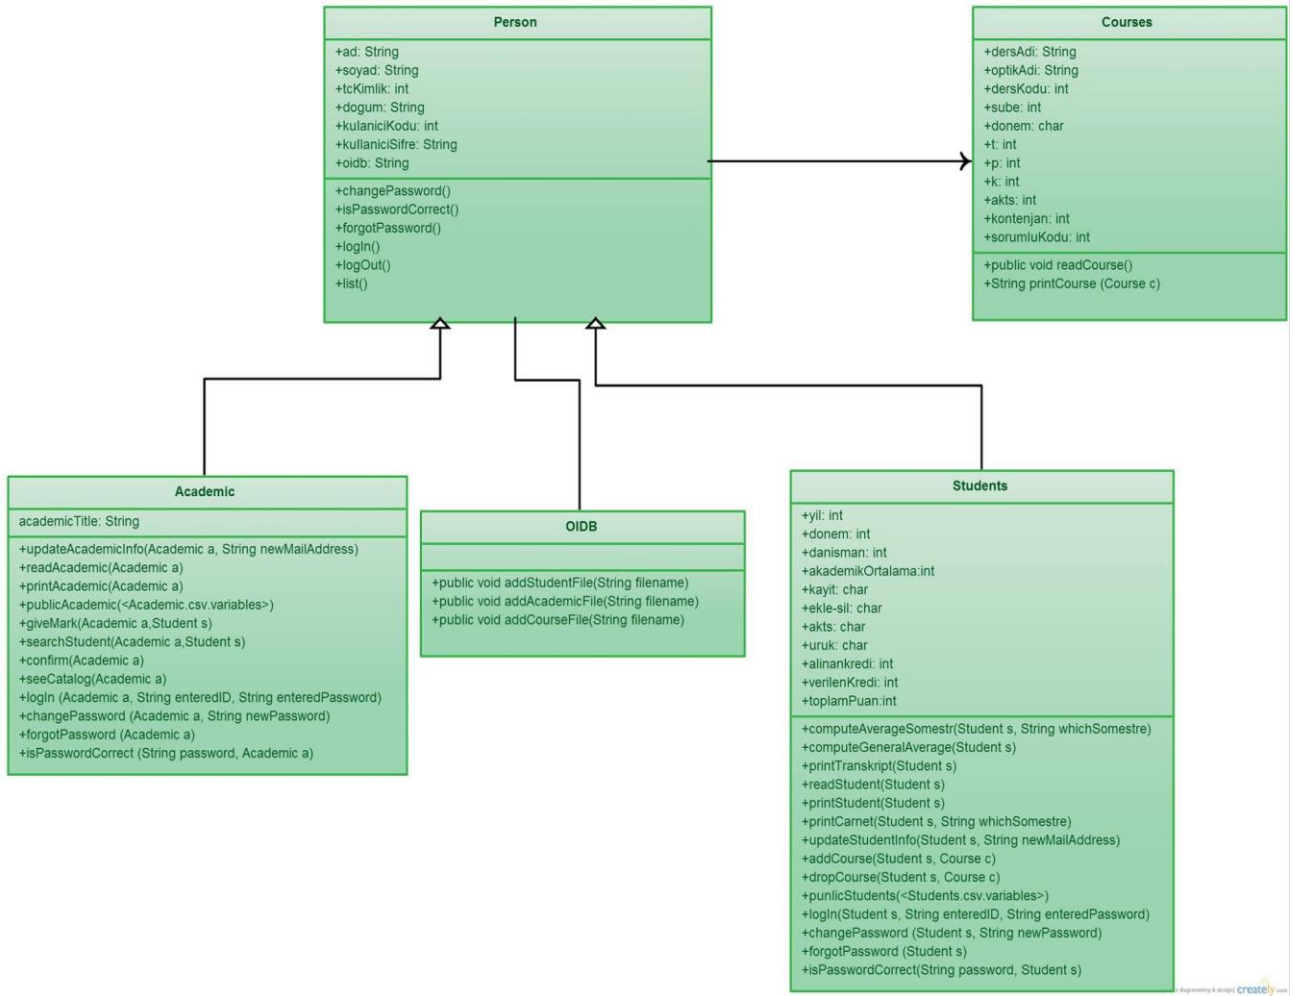 Person
+ad: String
+soyad: String
+tcKimlik: int
+dogum: String
+kulaniciKodu: int
+kullaniciSifre: String
+oidb: String
+changePassword()
+isPasswordCorrect()
+forgotPassword()
+logIn()
+logOut()
+list()
Courses
+dersAdi: String
+optikAdi: String
+dersKodu: int
+sube: int
+donem: char
+t: int
+p: int
+k: int
+akts: int
+kontenjan: int
+sorumluKodu: int
+public void readCourse()
+String printCourse (Course c)
Academic
academicTitle: String
+updateAcademicInfo(Academic a, String newMailAddress)
+readAcademic(Academic a)
+printAcademic(Academic a)
+publicAcademic(<Academic.csv.variables>)
+giveMark(Academic a,Student s)
+searchStudent(Academic a,Student s)
+confirm(Academic a)
+seeCatalog(Academic a)
+logIn (Academic a, String enteredID, String enteredPassword)
+changePassword (Academic a, String newPassword)
+forgotPassword (Academic a)
+isPasswordCorrect (String password, Academic a)
OIDB
+public void addStudentFile(String filename)
+public void addAcademicFile(String filename)
+public void addCourseFile(String filename)
Students
+yil: int
+donem: int
+danisman: int
+akademikOrtalama:int
+kayit: char
+ekle-sil: char
+akts: char
+uruk: char
+alinankredi: int
+verilenKredi: int
+toplamPuan:int
+computeAverageSomestr(Student s, String whichSomestre)
+computeGeneralAverage(Student s)
+printTranskript(Student s)
+readStudent(Student s)
+printStudent(Student s)
+printCarnet(Student s, String whichSomestre)
+updateStudentInfo(Student s, String newMailAddress)
+addCourse(Student s, Course c)
+dropCourse(Student s, Course c)
+punlicStudents(<Students.csv.variables>)
+logIn(Student s, String enteredID, String enteredPassword)
+changePassword (Student s, String newPassword)
+forgotPassword (Student s)
+isPasswordCorrect(String password, Student s)
diagramming & design] creately.com